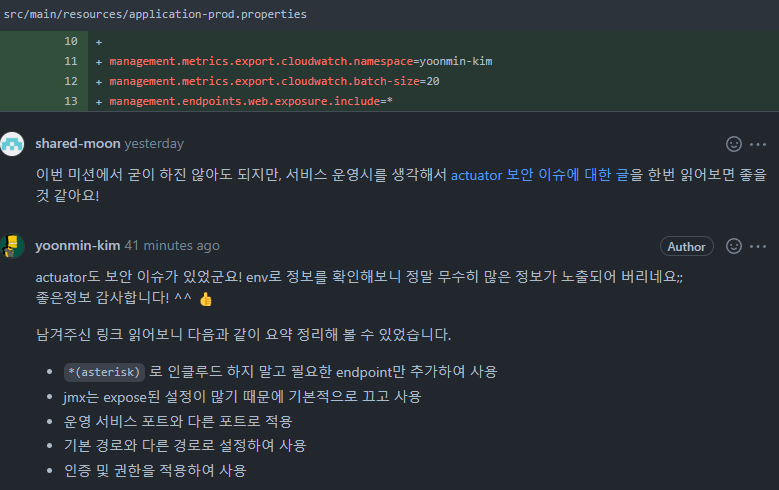 src/main/resources/application-prod.properties
10 +
11 + management.metrics.export.cloudwatch.namespace=yoonmin-kim
12 + management.metrics.export.cloudwatch.batch-size=20
13 + management.endpoints.web.exposure.include=*
shared-moon yesterday
이번 미션에서 굳이 하진 않아도 되지만, 서비스 운영시를 생각해서 actuator 보안 이슈에 대한 글을 한번 읽어보면 좋을
것 같아요!
yoonmin-kim 41 minutes ago Author
actuator도 보안 이슈가 있었군요! env로 정보를 확인해보니 정말 무수히 많은 정보가 노출되어 버리네요;;
좋은정보 감사합니다! ^^ 👍
남겨주신 링크 읽어보니 다음과 같이 요약 정리해 볼 수 있었습니다.
• *(asterisk) 로 인클루드 하지 말고 필요한 endpoint만 추가하여 사용
• jmx는 expose된 설정이 많기 때문에 기본적으로 끄고 사용
• 운영 서비스 포트와 다른 포트로 적용
• 기본 경로와 다른 경로로 설정하여 사용
• 인증 및 권한을 적용하여 사용